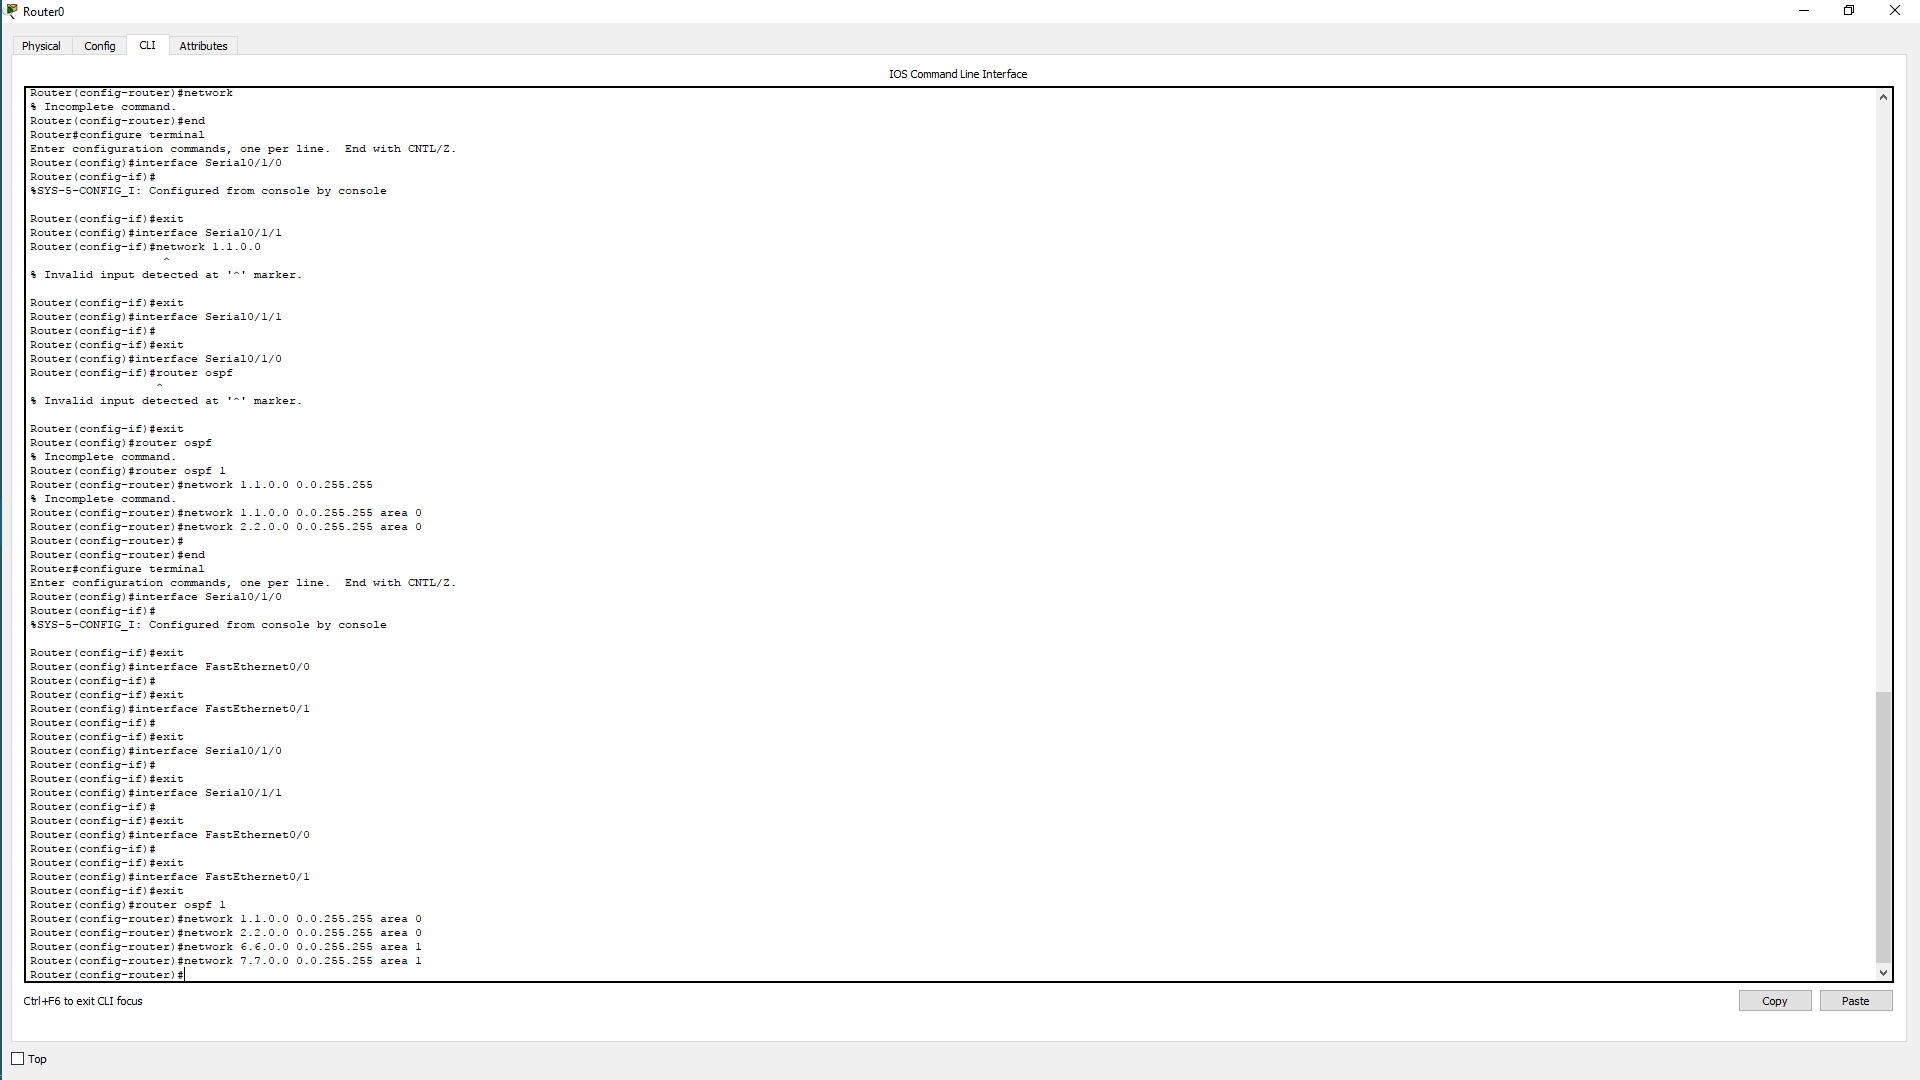 Router0
Physical
Config
CLI
Attributes
IOS Command Line Interface
Router(config-router)#network
% Incomplete command.
Router(config-router)#end
Router#configure terminal
Enter configuration commands, one per line.  End with CNTL/Z.
Router(config)#interface Serial0/1/0
Router(config-if)#
%SYS-5-CONFIG_I: Configured from console by console
Router(config-if)#exit
Router(config)#interface Serial0/1/1
Router(config-if)#network 1.1.0.0
^
% Invalid input detected at '^' marker.
Router(config-if)#exit
Router(config)#interface Serial0/1/1
Router(config-if)#
Router(config-if)#exit
Router(config)#interface Serial0/1/0
Router(config-if)#router ospf
^
% Invalid input detected at '^' marker.
Router(config-if)#exit
Router(config)#router ospf
% Incomplete command.
Router(config)#router ospf 1
Router(config-router)#network 1.1.0.0 0.0.255.255
% Incomplete command.
Router(config-router)#network 1.1.0.0 0.0.255.255 area 0
Router(config-router)#network 2.2.0.0 0.0.255.255 area 0
Router(config-router)#
Router(config-router)#end
Router#configure terminal
Enter configuration commands, one per line.  End with CNTL/Z.
Router(config)#interface Serial0/1/0
Router(config-if)#
%SYS-5-CONFIG_I: Configured from console by console
Router(config-if)#exit
Router(config)#interface FastEthernet0/0
Router(config-if)#
Router(config-if)#exit
Router(config)#interface FastEthernet0/1
Router(config-if)#
Router(config-if)#exit
Router(config)#interface Serial0/1/0
Router(config-if)#
Router(config-if)#exit
Router(config)#interface Serial0/1/1
Router(config-if)#
Router(config-if)#exit
Router(config)#interface FastEthernet0/0
Router(config-if)#
Router(config-if)#exit
Router(config)#interface FastEthernet0/1
Router(config-if)#exit
Router(config)#router ospf 1
Router(config-router)#network 1.1.0.0 0.0.255.255 area 0
Router(config-router)#network 2.2.0.0 0.0.255.255 area 0
Router(config-router)#network 6.6.0.0 0.0.255.255 area 1
Router(config-router)#network 7.7.0.0 0.0.255.255 area 1
Router(config-router)#
Ctrl+F6 to exit CLI focus
Copy
Paste
Top